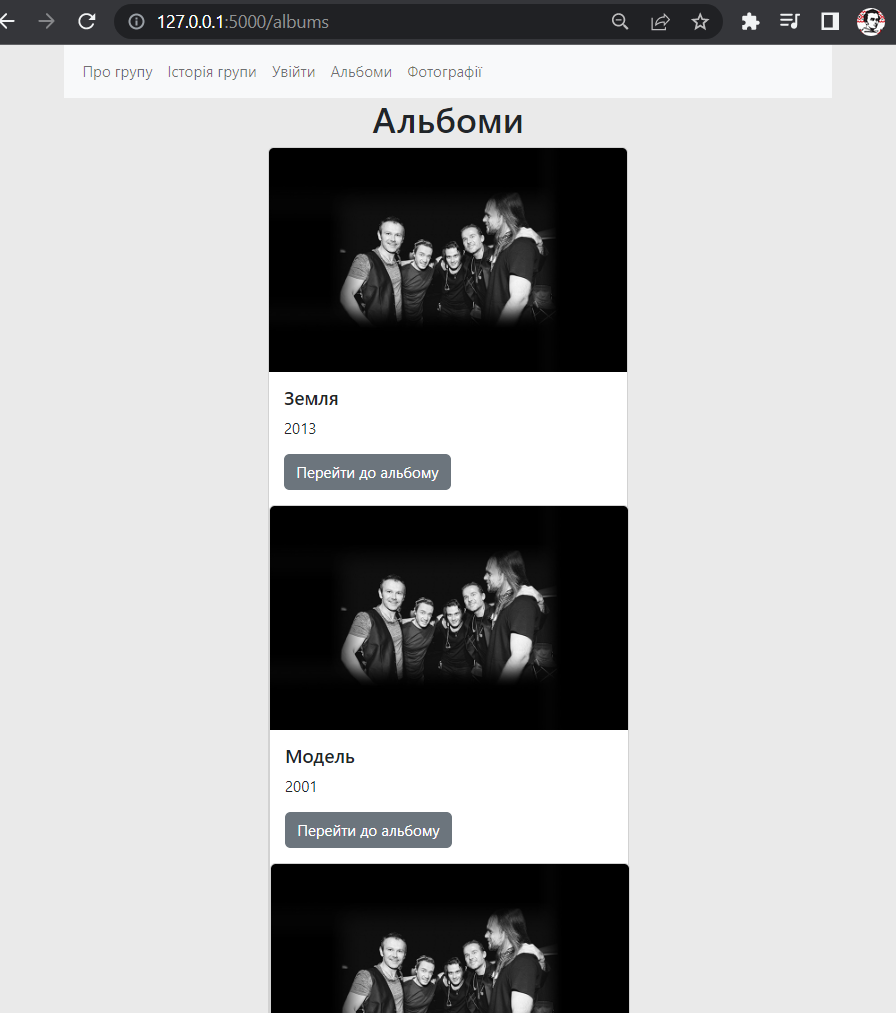 127.0.0.1:5000/albums
Про групу Історія групи Увійти Альбоми Фотографії
Альбоми
Земля
2013
Перейти до альбому
Модель
2001
Перейти до альбому